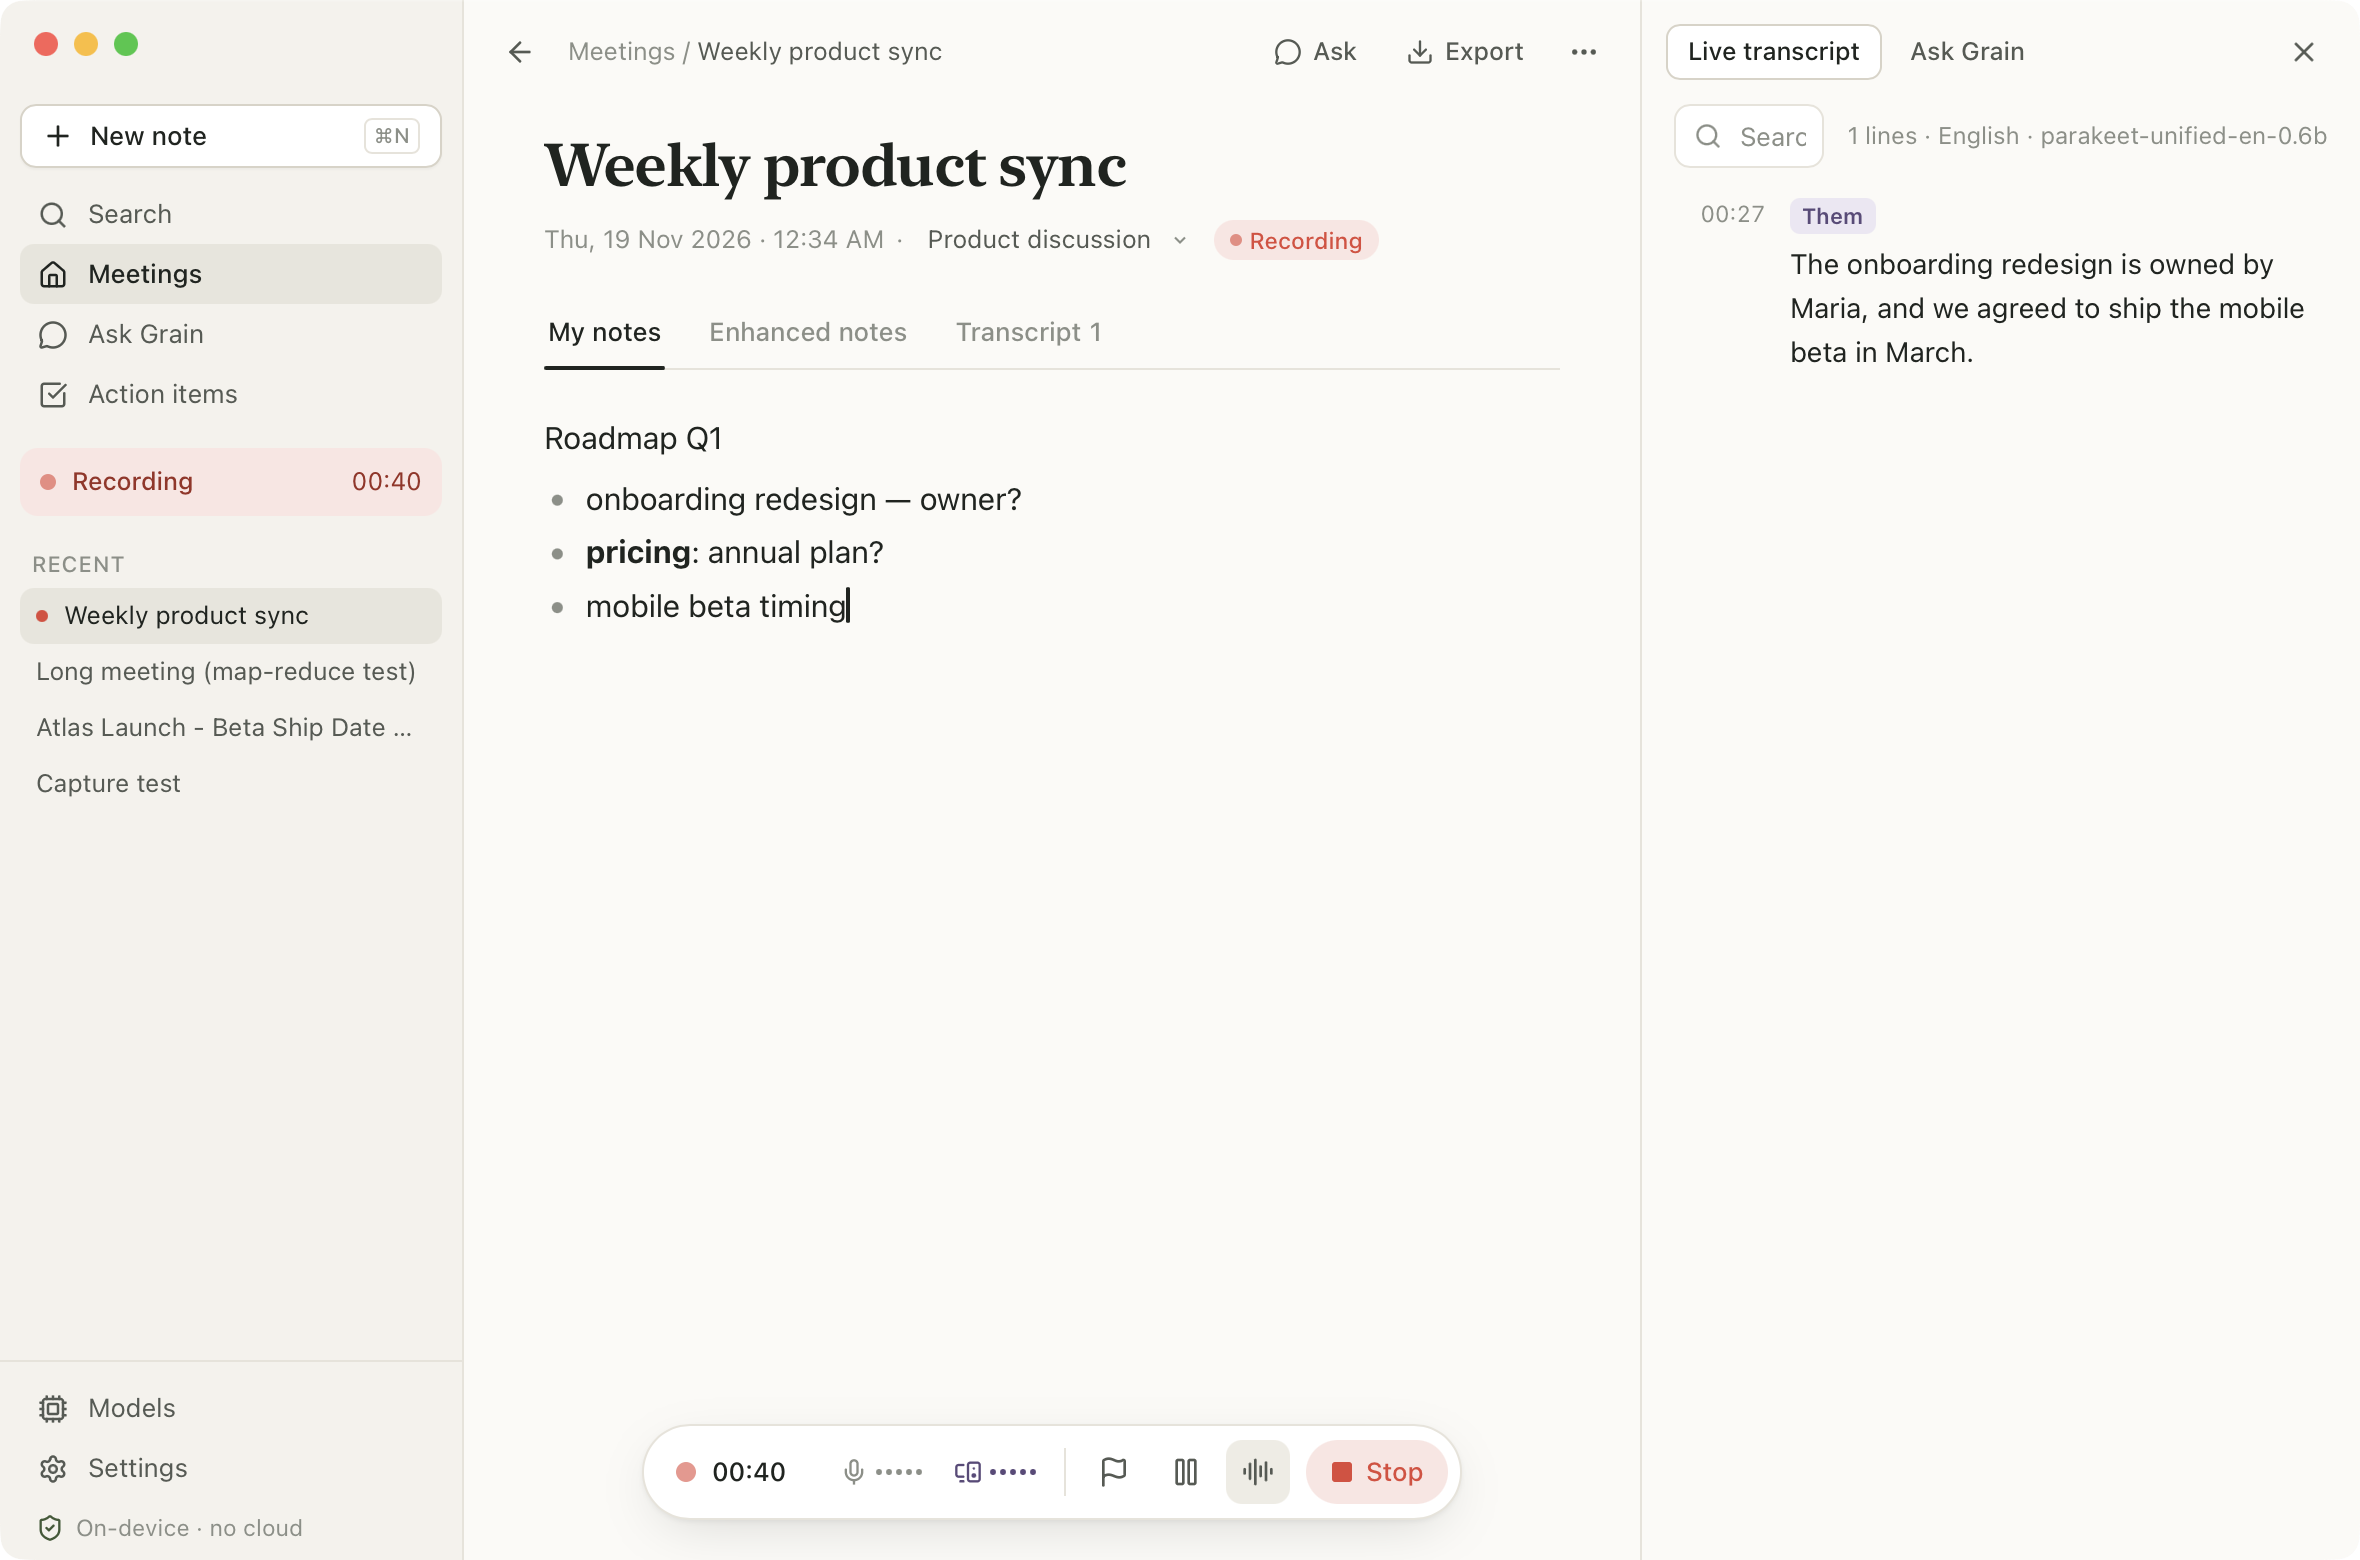 New note ⌘N
Search
Meetings
Ask Grain
Action items
Recording 00:40
RECENT
Weekly product sync
Long meeting (map-reduce test)
Atlas Launch - Beta Ship Date ...
Capture test
Models
Settings
On-device · no cloud
Meetings / Weekly product sync
Ask
Export
Weekly product sync
Thu, 19 Nov 2026 · 12:34 AM · Product discussion Recording
My notes Enhanced notes Transcript 1
Roadmap Q1
onboarding redesign — owner?
pricing: annual plan?
mobile beta timing
00:40
Stop
Live transcript Ask Grain
Searc 1 lines · English · parakeet-unified-en-0.6b
00:27 Them
The onboarding redesign is owned by
Maria, and we agreed to ship the mobile
beta in March.